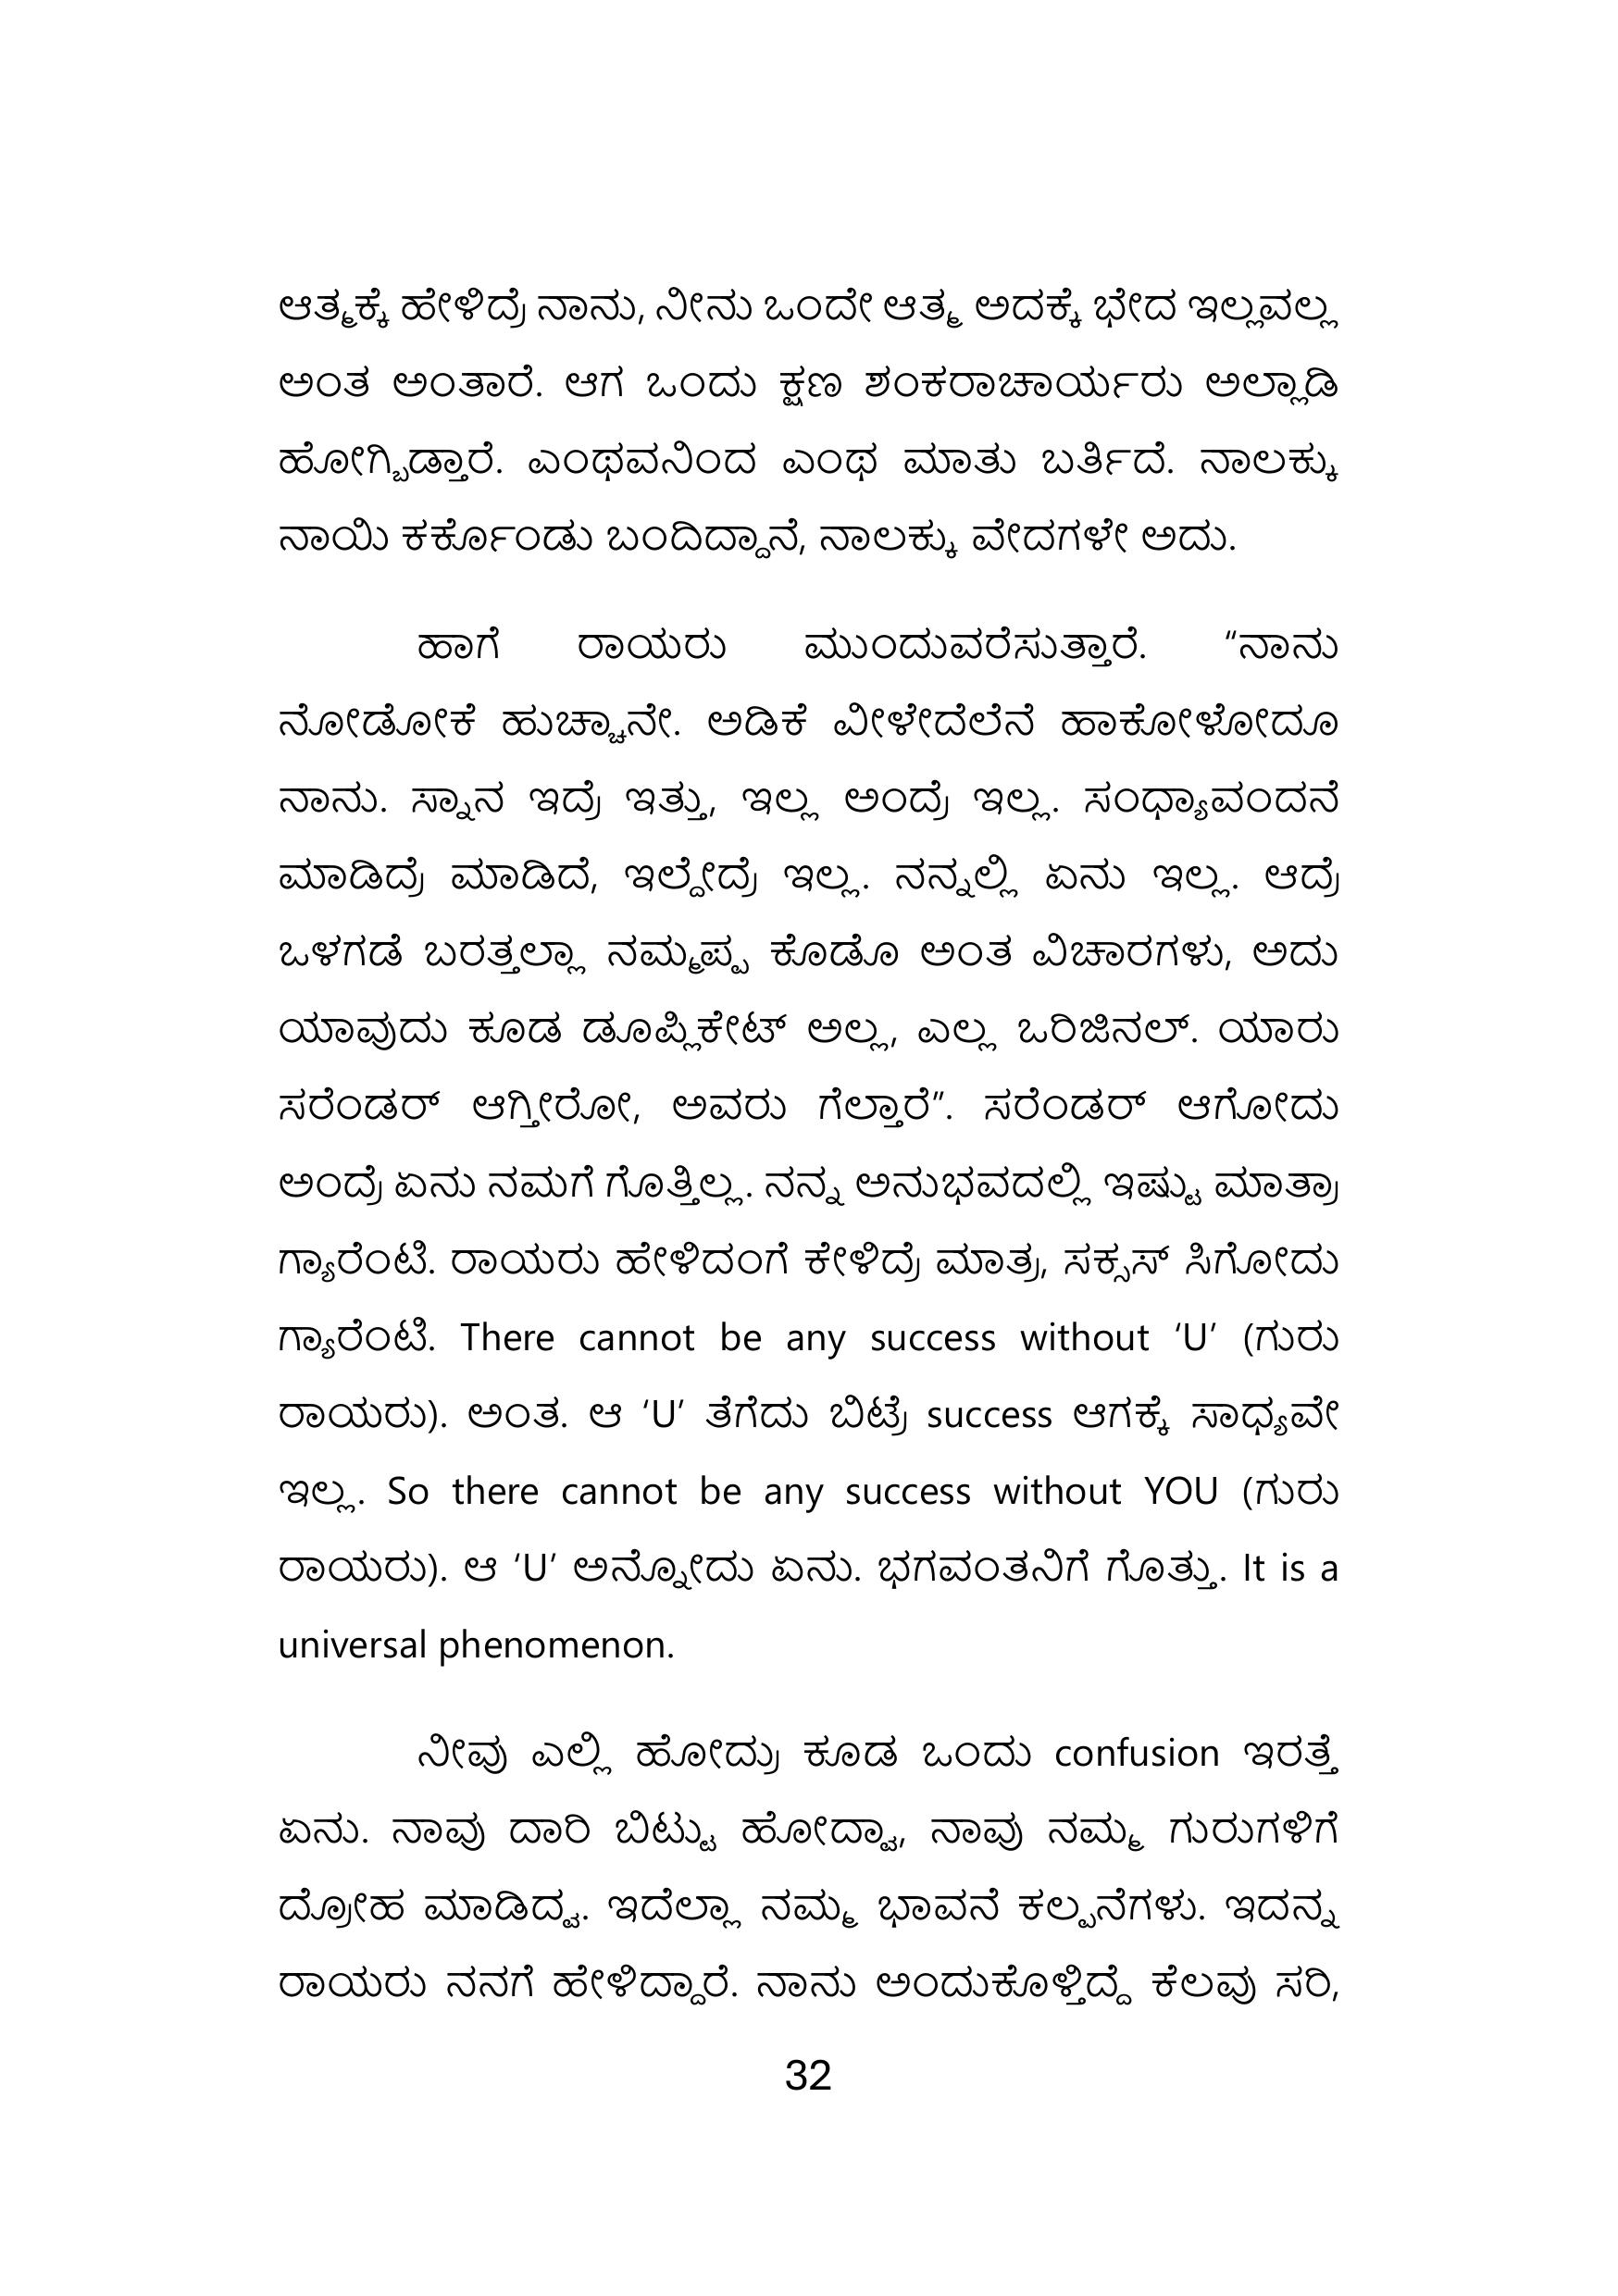 ಆತ್ಮಕ್ಕೆ ಹೇಳಿದ್ರೆ ನಾನು, ನೀನು ಒಂದೇ ಆತ್ಮ ಅದಕ್ಕೆ ಭೇದ ಇಲ್ಲವಲ್ಲ
ಅಂತ ಅಂತಾರೆ. ಆಗ ಒಂದು ಕ್ಷಣ ಶಂಕರಾಚಾರ್ಯರು ಅಲ್ಲಾಡಿ
ಹೋಗ್ಬಿಡ್ತಾರೆ. ಎಂಥವನಿಂದ ಎಂಥ ಮಾತು ಬರ್ತಿದೆ. ನಾಲಕ್ಕು
ನಾಯಿ ಕರ್ಕೊಂಡು ಬಂದಿದ್ದಾನೆ, ನಾಲಕ್ಕು ವೇದಗಳೇ ಅದು.
ಹಾಗೆ ರಾಯರು ಮುಂದುವರೆಸುತ್ತಾರೆ. “ನಾನು
ನೋಡೋಕೆ ಹುಚ್ಚಾನೇ. ಅಡಿಕೆ ವೀಳೇದೆಲೆನೆ ಹಾಕೋಳೋದೂ
ನಾನು. ಸ್ನಾನ ಇದ್ರೆ ಇತ್ತು, ಇಲ್ಲ ಅಂದ್ರೆ ಇಲ್ಲ. ಸಂಧ್ಯಾವಂದನೆ
ಮಾಡಿದ್ರೆ ಮಾಡಿದೆ, ಇಲ್ದೇದ್ರೆ ಇಲ್ಲ. ನನ್ನಲ್ಲಿ ಏನು ಇಲ್ಲ. ಆದ್ರೆ
ಒಳಗಡೆ ಬರತ್ತಲ್ಲಾ ನಮ್ಮಪ್ಪ ಕೊಡೊ ಅಂತ ವಿಚಾರಗಳು, ಅದು
ಯಾವುದು ಕೂಡ ಡೂಪ್ಲಿಕೇಟ್ ಅಲ್ಲ, ಎಲ್ಲ ಒರಿಜಿನಲ್. ಯಾರು
ಸರೆಂಡರ್ ಆಗ್ತೀರೋ, ಅವರು ಗೆಲ್ತಾರೆ”. ಸರೆಂಡರ್ ಆಗೋದು
ಅಂದ್ರೆ ಏನು ನಮಗೆ ಗೊತ್ತಿಲ್ಲ. ನನ್ನ ಅನುಭವದಲ್ಲಿ ಇಷ್ಟು ಮಾತ್ರಾ
ಗ್ಯಾರೆಂಟಿ. ರಾಯರು ಹೇಳಿದಂಗೆ ಕೇಳಿದ್ರೆ ಮಾತ್ರ, ಸಕ್ಸಸ್ ಸಿಗೋದು
ಗ್ಯಾರೆಂಟಿ. There cannot be any success without ‘U’ (ಗುರು
ರಾಯರು). ಅಂತ. ಆ ‘U’ ತೆಗೆದು ಬಿಟ್ರೆ success ಆಗಕ್ಕೆ ಸಾಧ್ಯವೇ
ಇಲ್ಲ. So there cannot be any success without YOU (ಗುರು
ರಾಯರು). ಆ ‘U’ ಅನ್ನೋದು ಏನು. ಭಗವಂತನಿಗೆ ಗೊತ್ತು. It is a
universal phenomenon.
ನೀವು ಎಲ್ಲಿ ಹೋದ್ರು ಕೂಡ ಒಂದು confusion ಇರತ್ತೆ
ಏನು. ನಾವು ದಾರಿ ಬಿಟ್ಟು ಹೋದ್ವಾ, ನಾವು ನಮ್ಮ ಗುರುಗಳಿಗೆ
ದ್ರೋಹ ಮಾಡಿದ್ವ. ಇದೆಲ್ಲಾ ನಮ್ಮ ಭಾವನೆ ಕಲ್ಪನೆಗಳು. ಇದನ್ನ
ರಾಯರು ನನಗೆ ಹೇಳಿದ್ದಾರೆ. ನಾನು ಅಂದುಕೊಳ್ತಿದ್ದೆ ಕೆಲವು ಸರಿ,
32